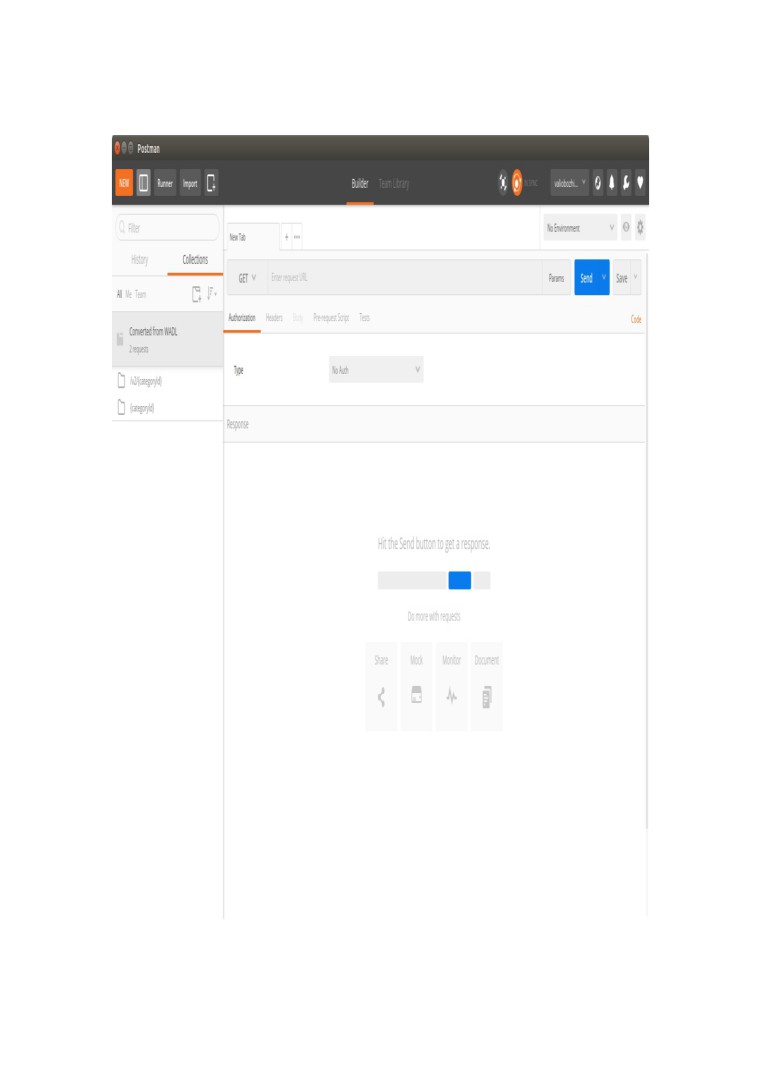 Postman
NEW Runner Import Builder Team Library IN SYNC
Filter
History Collections
All Me Team
Converted from WADL
2 requests
/v2/{categoryId}
{categoryId}
New Tab + No Environment
GET Enter request URL Params Send Save
Authorization Headers Body Pre-request Script Tests Code
Type No Auth
Response
Hit the Send button to get a response.
Do more with requests
Share Mock Monitor Document